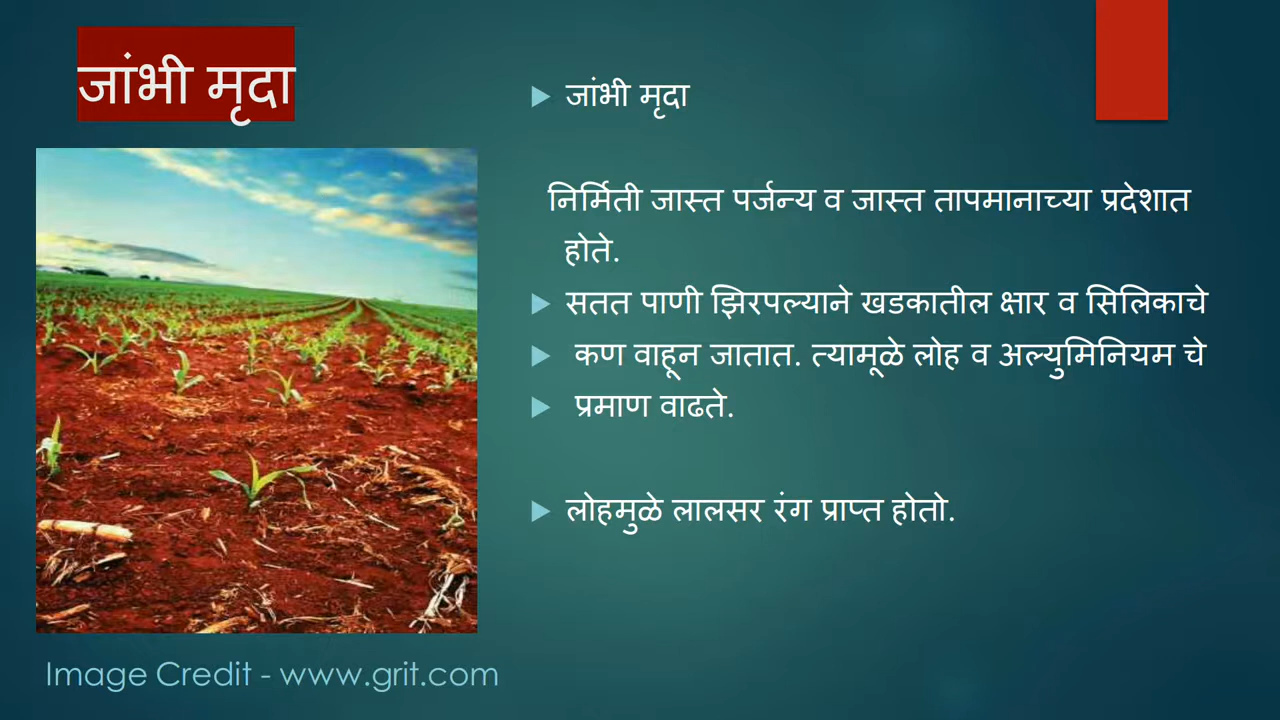 जांभी मृदा
जांभी मृदा
निर्मिती जास्त पर्जन्य व जास्त तापमानाच्या प्रदेशात
होते.
सतत पाणी झिरपल्याने खडकातील क्षार व सिलिकाचे
कण वाहून जातात. त्यामूळे लोह व अल्युमिनियम चे
प्रमाण वाढते.
लोहमुळे लालसर रंग प्राप्त होतो.
Image Credit - www.grit.com